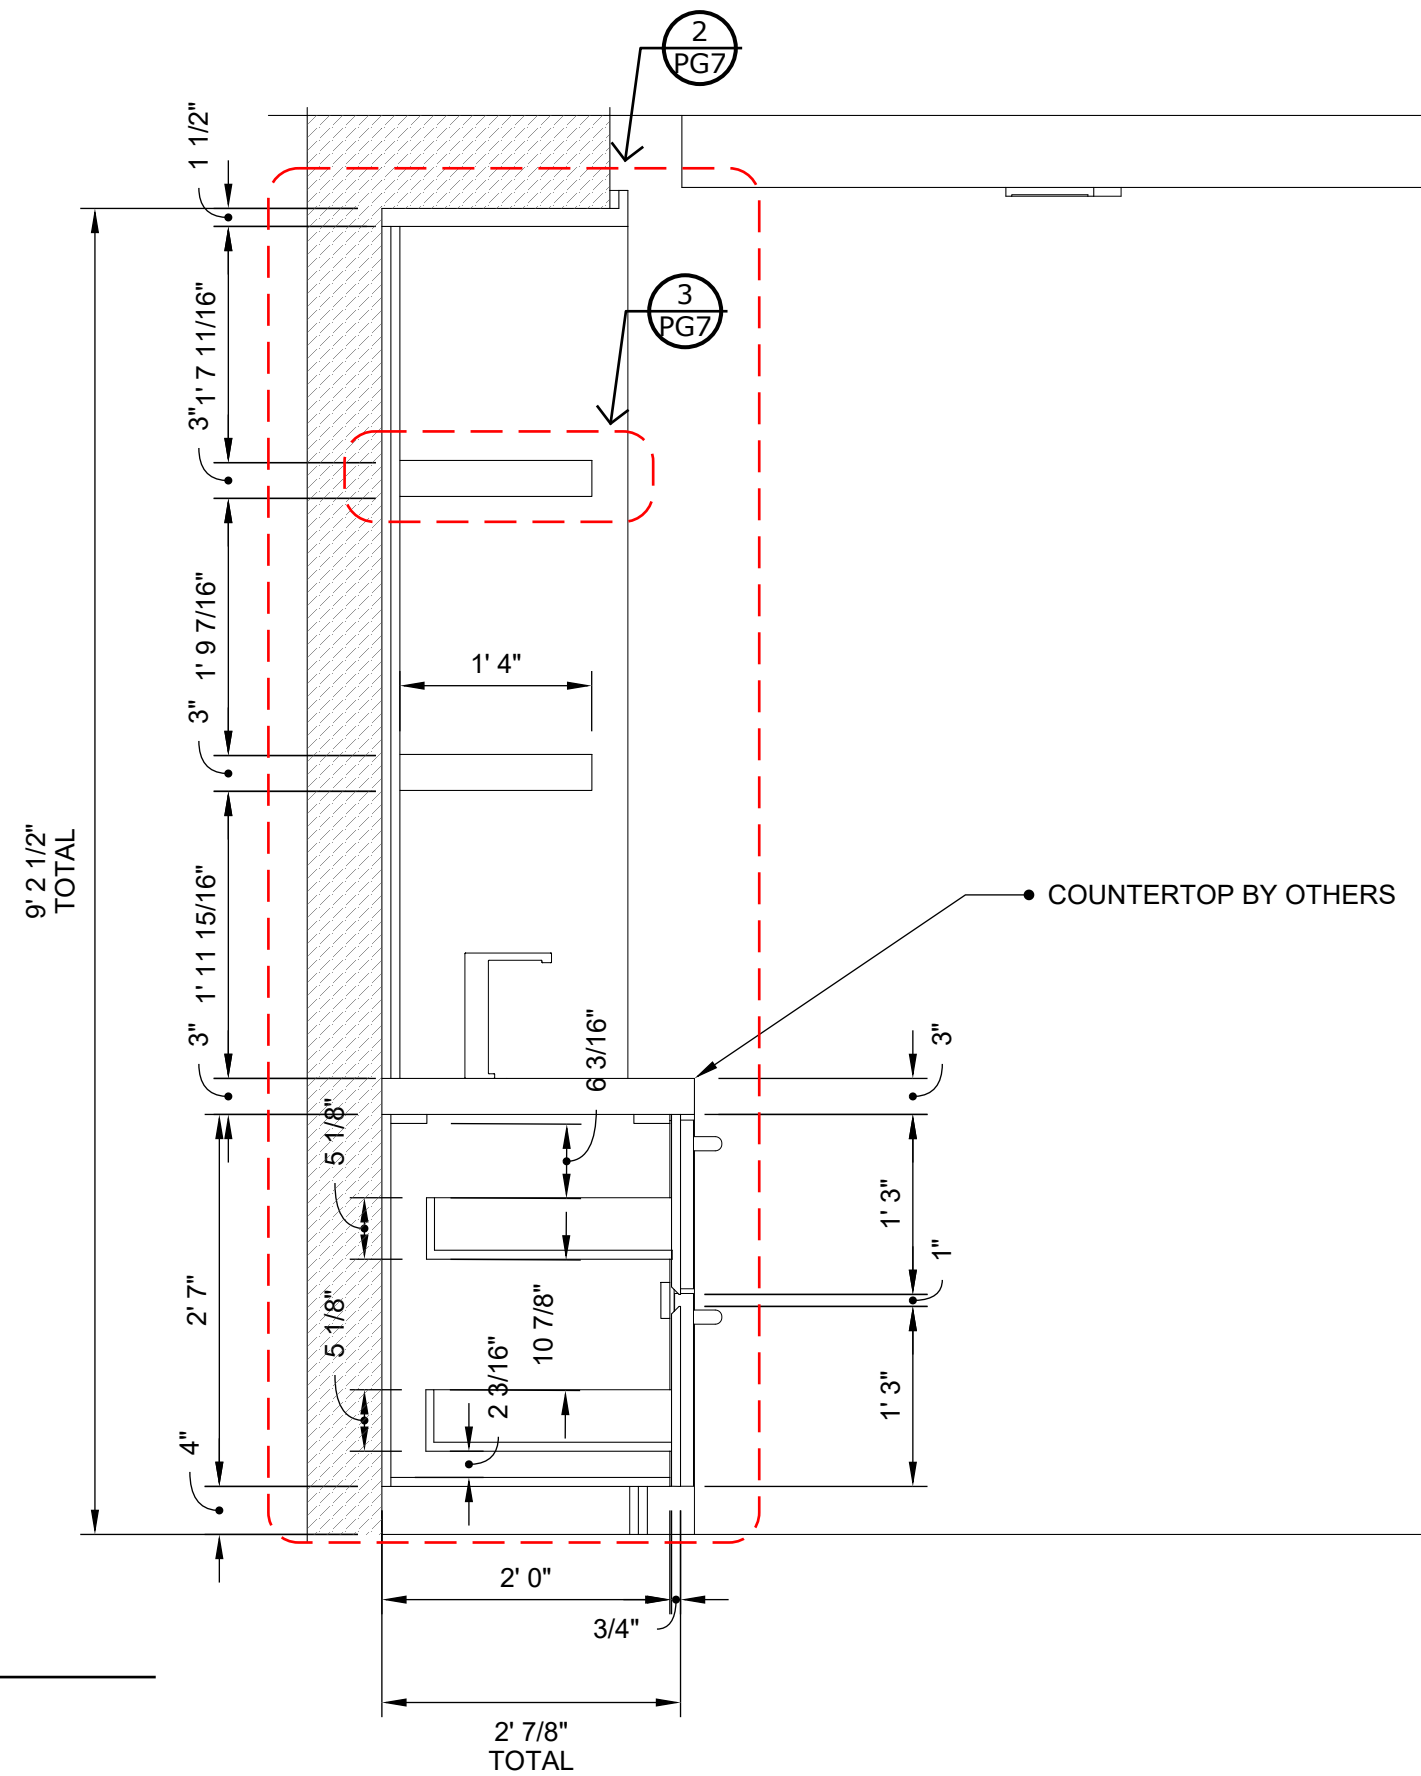 2
PG7
1 1/2"
3
PG7
1' 7 11/16"
3"
1' 9 7/16"
1' 4"
3"
9' 2 1/2"
TOTAL
COUNTERTOP BY OTHERS
1' 11 15/16"
3"
6 3/16"
3"
5 1/8"
1' 3"
1"
2' 7"
5 1/8"
10 7/8"
2 3/16"
1' 3"
4"
2' 0"
3/4"
2' 7/8"
TOTAL